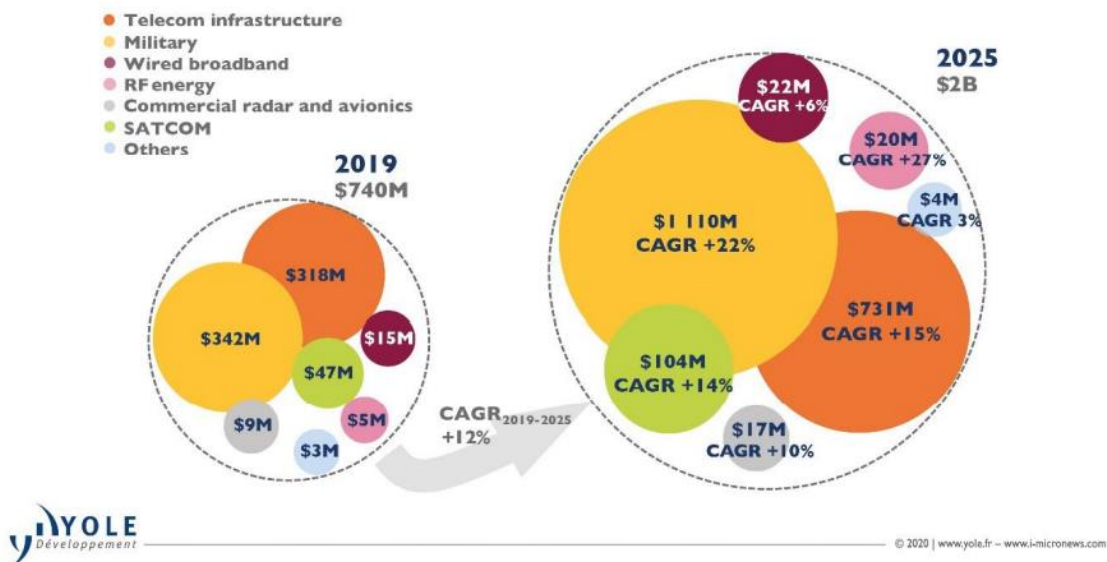 Telecom infrastructure
Military
Wired broadband
RF energy
Commercial radar and avionics
SATCOM
Others
2019
$740M
$318M
$342M
$15M
$47M
$9M
$5M
$3M
CAGR2019-2025
+12%
2025
$2B
$22M
CAGR +6%
$20M
CAGR +27%
$4M
CAGR 3%
$1 110M
CAGR +22%
$731M
CAGR +15%
$104M
CAGR +14%
$17M
CAGR +10%
YOLE
Développement
© 2020 | www.yole.fr – www.i-micronews.com